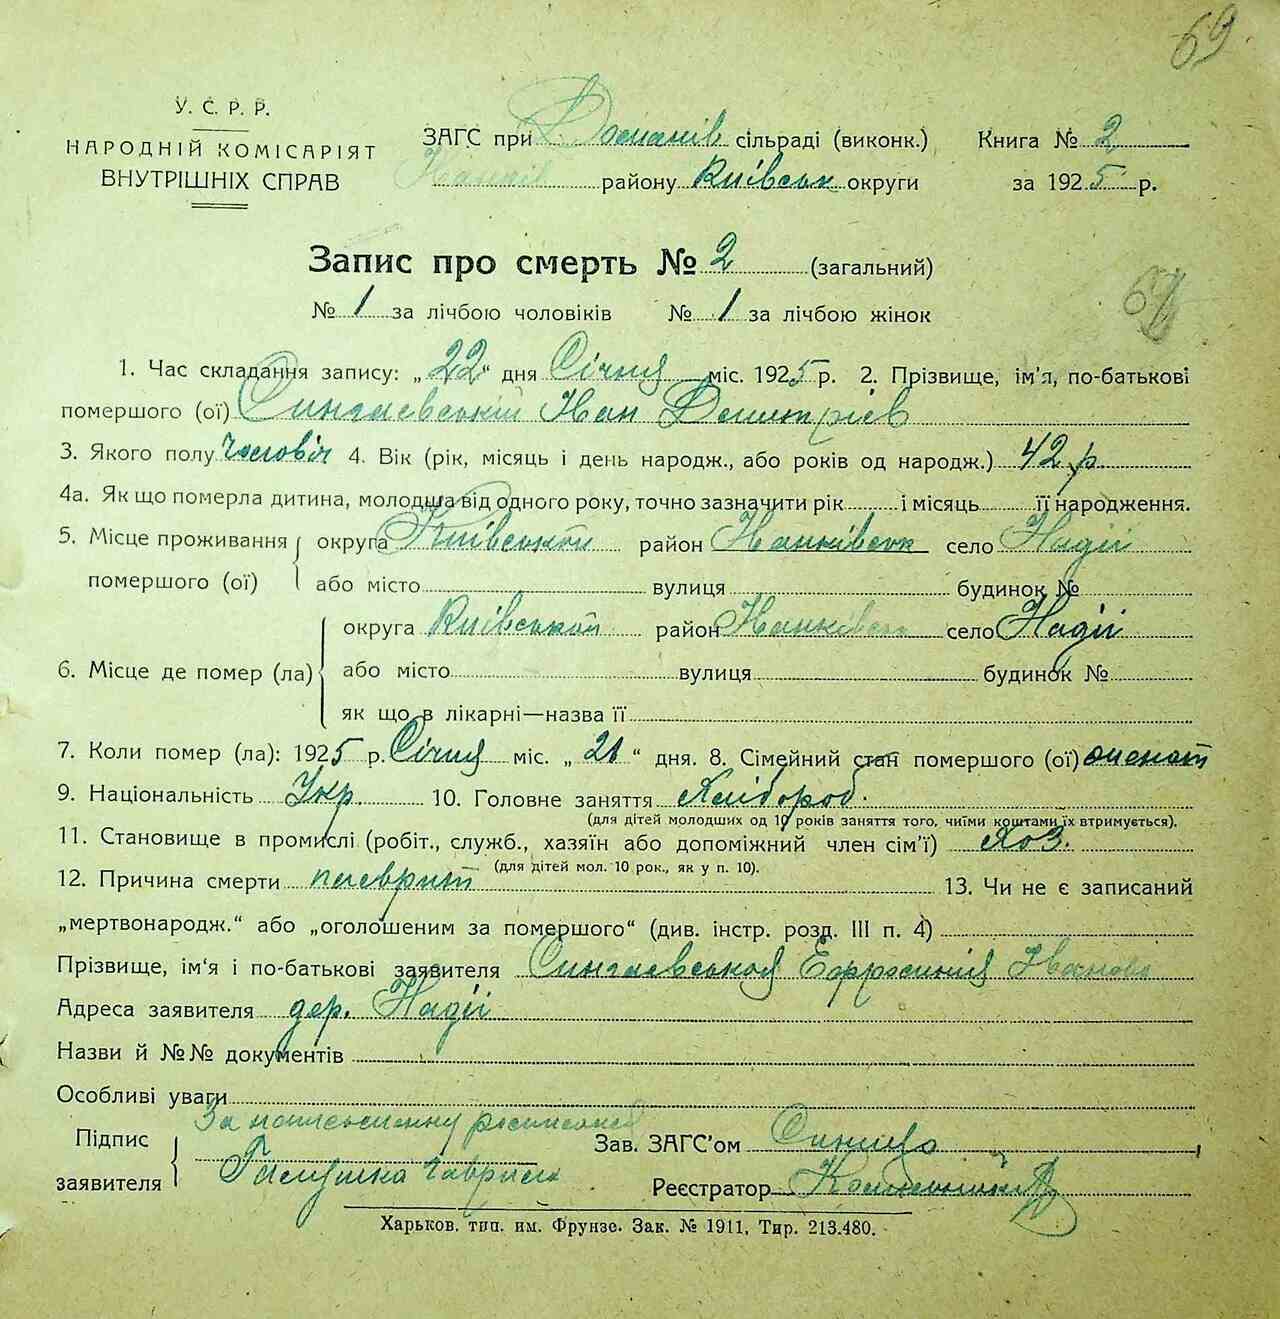 69.
У. С. Р. Р.
НАРОДНІЙ КОМІСАРІЯТ
ВНУТРІШНІХ СПРАВ
ЗАГС при сільраді (виконк.)
району Київськ округи
Книга № 2
за 1925 р.
Запис про смерть № 2 (загальний)
№ 1 за лічбою чоловіків № 1 за лічбою жінок
1. Час складання запису: „22“ дня Січня міс. 1925 р. 2. Прізвище, ім'я, по-батькові
помершого (ої) Сингаевський Иван Дмитріев
3. Якого полу 4. Вік (рік, місяць і день народж., або років од народж.) 42 р.
4а. Як що померла дитина, молодша від одного року, точно зазначити рік і місяць її народження.
5. Місце проживання помершого (ої) округа Київськой район село Надії
або місто вулиця будинок №
6. Місце де помер (ла) округа Київськой район село Надії
або місто вулиця будинок №
як що в лікарні—назва її
7. Коли помер (ла): 1925 р. Січня міс. „21“ дня. 8. Сімейний стан помершого (ої) оженат
9. Національність Укр. 10. Головне заняття Хлібороб.
(для дітей молодших од 10 років заняття того, чиїми коштами їх втримується).
11. Становище в промислі (робіт., служб., хазяїн або допоміжний член сім'ї) Хоз.
(для дітей мол. 10 рок., як у п. 10).
12. Причина смерти плеврит 13. Чи не є записаний
„мертвонародж.“ або „оголошеним за помершого“ (див. інстр. розд. III п. 4)
Прізвище, ім'я і по-батькові заявителя Сингаевськая Ефросинія Иванова
Адреса заявителя дер. Надії
Назви й №№ документів
Особливі уваги
Підпис заявителя
Зав. ЗАГС'ом Синица
Реєстратор
Харьков. тип. им. Фрунзе. Зак. № 1911, Тир. 213.480.